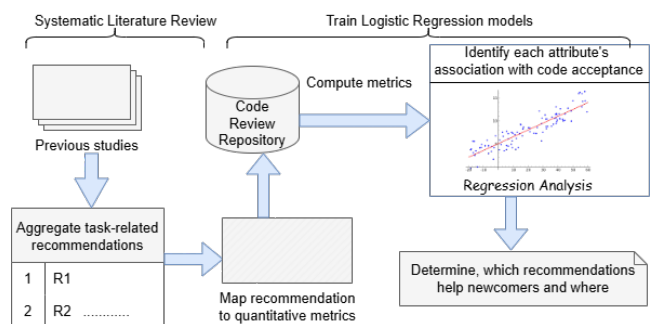 Systematic Literature Review
Train Logistic Regression models
Previous studies
Aggregate task-related
recommendations
1 R1
2 R2 ............
Map recommendation
to quantitative metrics
Code
Review
Repository
Compute metrics
Identify each attribute's
association with code acceptance
Regression Analysis
Determine, which recommendations
help newcomers and where